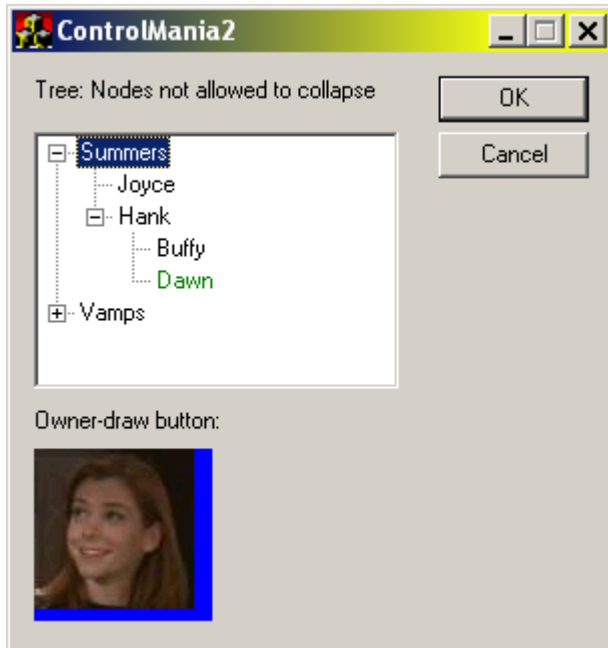 ControlMania2
Tree: Nodes not allowed to collapse
OK
Cancel
Summers
Joyce
Hank
Buffy
Dawn
Vamps
Owner-draw button: